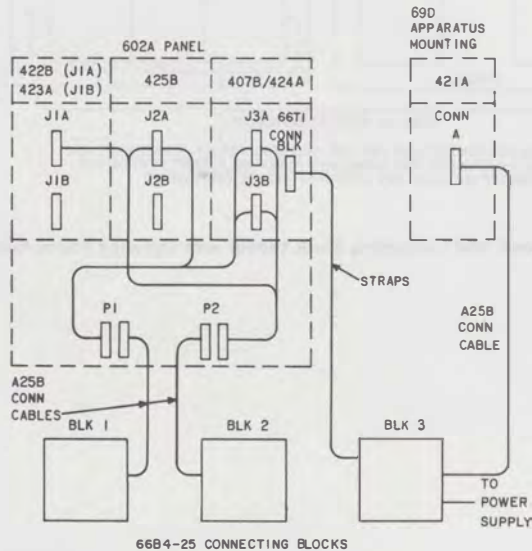 69D
APPARATUS
MOUNTING
602A PANEL
422B (J1A)
423A (J1B)
425B
407B/424A
421A
J1A
J2A
J3A
66T1
CONN
BLK
CONN
A
J1B
J2B
J3B
STRAPS
P1
P2
A25B
CONN
CABLE
A25B
CONN
CABLES
BLK 1
BLK 2
BLK 3
TO
POWER
SUPPLY
66B4-25 CONNECTING BLOCKS